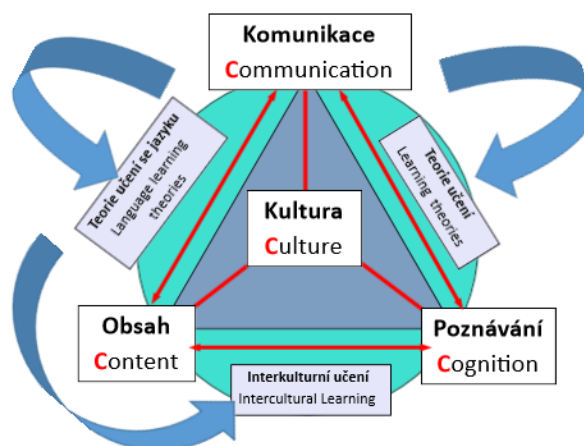 Komunikace
Communication
Teorie učení se jazyku
Language learning
theories
Teorie učení
Learning theories
Kultura
Culture
Obsah
Content
Poznávání
Cognition
Interkulturní učení
Intercultural Learning